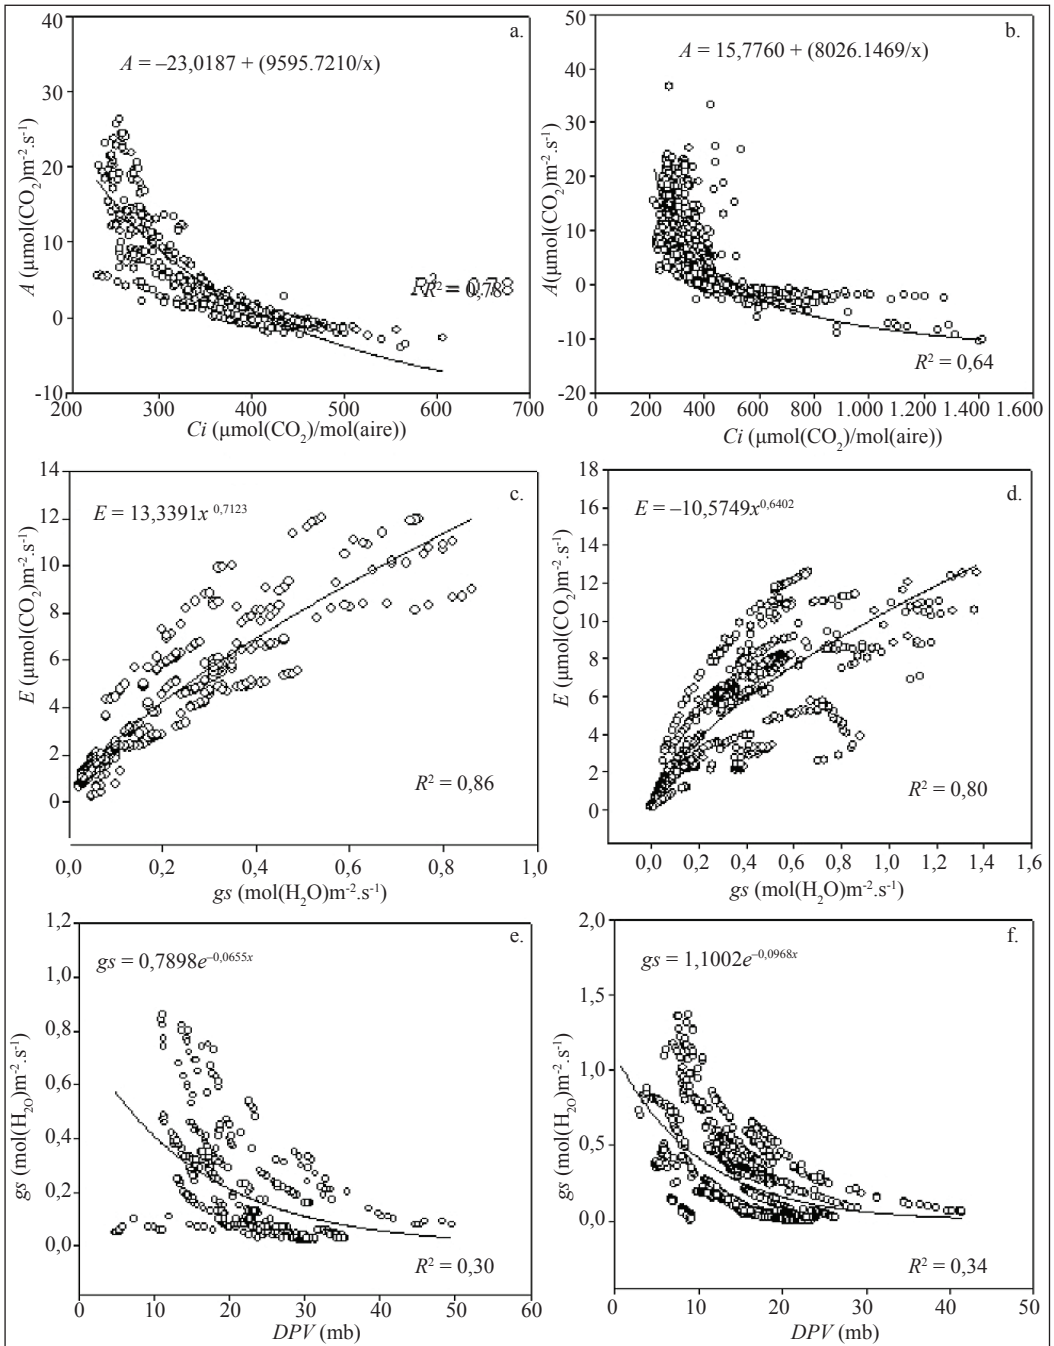 a.
A = –23,0187 + (9595.7210/x)
40
30
20
10
0
-10
A (µmol(CO2)m-2.s-1)
R2 = 0,78
200 300 400 500 600 700
Ci (µmol(CO2)/mol(aire))
b.
A = 15,7760 + (8026.1469/x)
50
40
30
20
10
0
-10
-20
A(µmol(CO2)m-2.s-1)
R2 = 0,64
0 200 400 600 800 1.000 1.200 1.400 1.600
Ci (µmol(CO2)/mol(aire))
c.
E = 13,3391x 0,7123
14
12
10
8
6
4
2
0
E (µmol(CO2)m-2.s-1)
R2 = 0,86
0,0 0,2 0,4 0,6 0,8 1,0
gs (mol(H2O)m-2.s-1)
d.
E = –10,5749x0,6402
18
16
14
12
10
8
6
4
2
0
E (µmol(CO2)m-2.s-1)
R2 = 0,80
0,0 0,2 0,4 0,6 0,8 1,0 1,2 1,4 1,6
gs (mol(H2O)m-2.s-1)
e.
gs = 0,7898e–0,0655x
1,2
1,0
0,8
0,6
0,4
0,2
0,0
gs (mol(H2O)m-2.s-1)
R2 = 0,30
0 10 20 30 40 50 60
DPV (mb)
f.
gs = 1,1002e–0,0968x
2,0
1,5
1,0
0,5
0,0
gs (mol(H2O)m-2.s-1)
R2 = 0,34
0 10 20 30 40 50
DPV (mb)